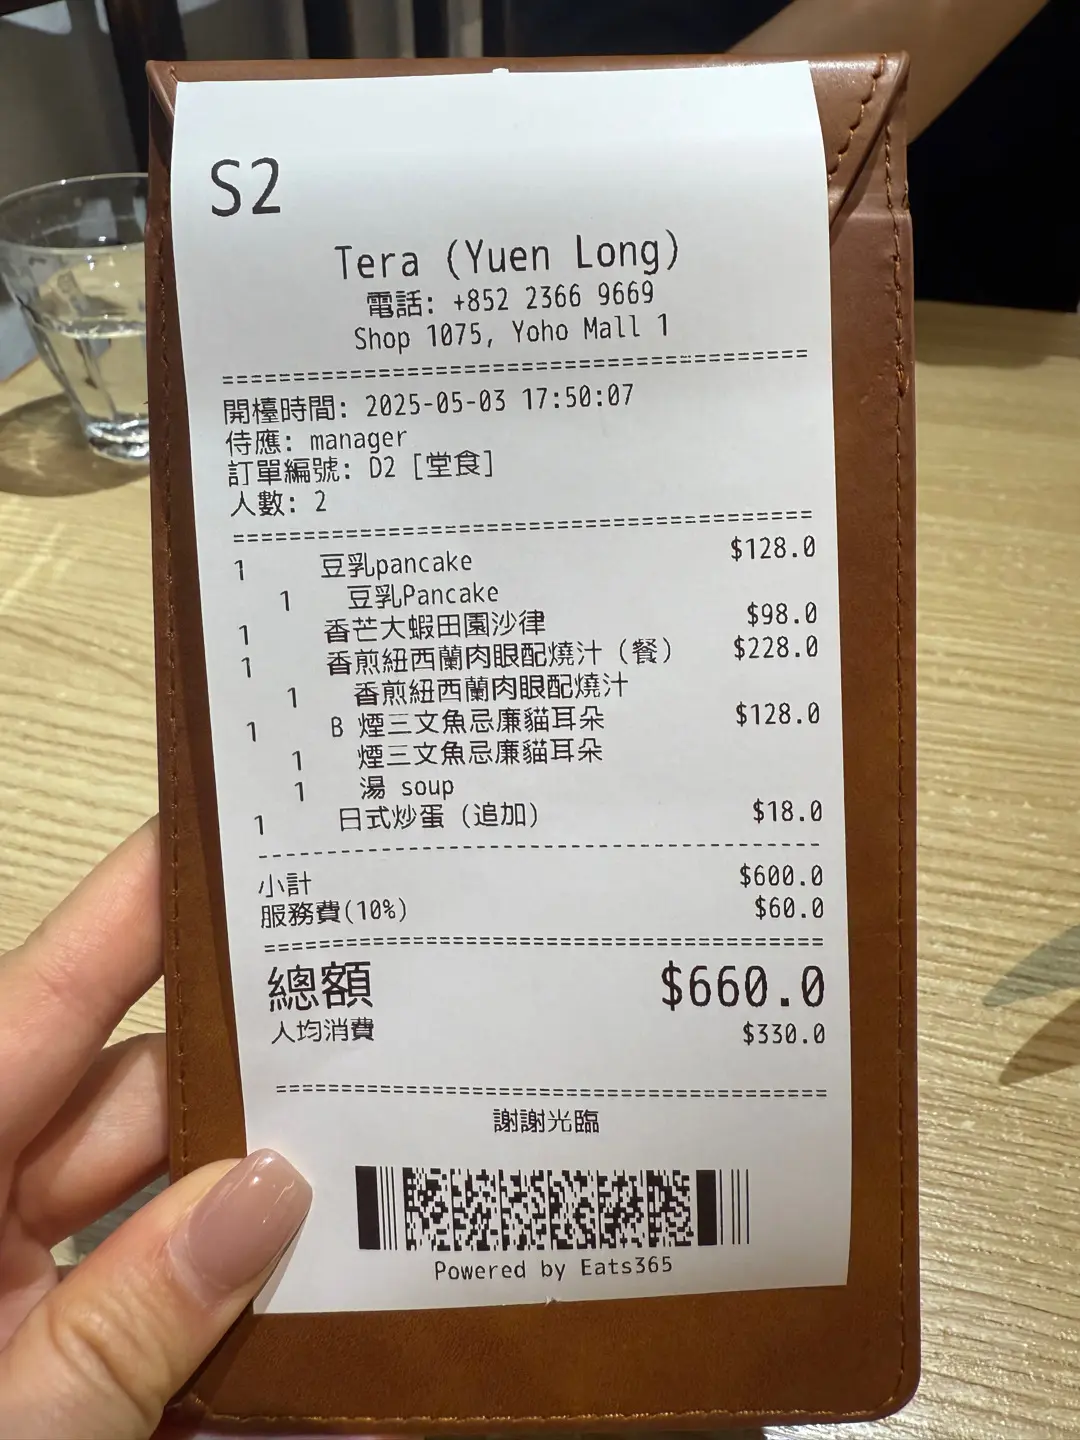 S2
Tera (Yuen Long)
電話: +852 2366 9669
Shop 1075, Yoho Mall 1
開檯時間: 2025-05-03 17:50:07
侍應: manager
訂單編號: D2 [堂食]
人數: 2
1 豆乳pancake $128.0
1 豆乳Pancake
1 香芒大蝦田園沙律 $98.0
1 香煎紐西蘭肉眼配燒汁 (餐) $228.0
1 香煎紐西蘭肉眼配燒汁
1 B 煙三文魚忌廉貓耳朵 $128.0
1 煙三文魚忌廉貓耳朵
1 湯 soup
1 日式炒蛋 (追加) $18.0
小計 $600.0
服務費(10%) $60.0
總額 $660.0
人均消費 $330.0
謝謝光臨
Powered by Eats365